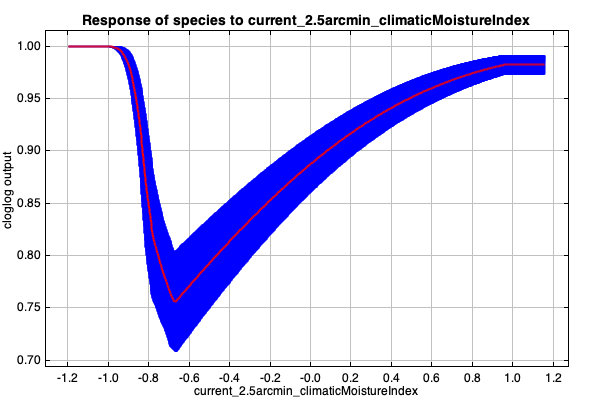 Response of species to current_2.5arcmin_climaticMoistureIndex
1.00
0.95
0.90
0.85
0.80
0.75
0.70
cloglog output
-1.2 -1.0 -0.8 -0.6 -0.4 -0.2 -0.0 0.2 0.4 0.6 0.8 1.0 1.2
current_2.5arcmin_climaticMoistureIndex